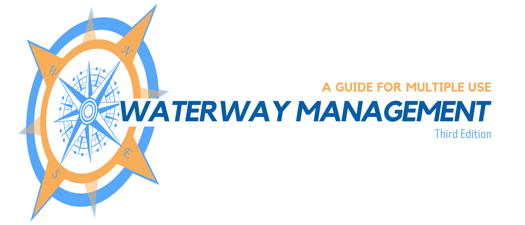 A GUIDE FOR MULTIPLE USE
WATERWAY MANAGEMENT
Third Edition
N
W
E
S